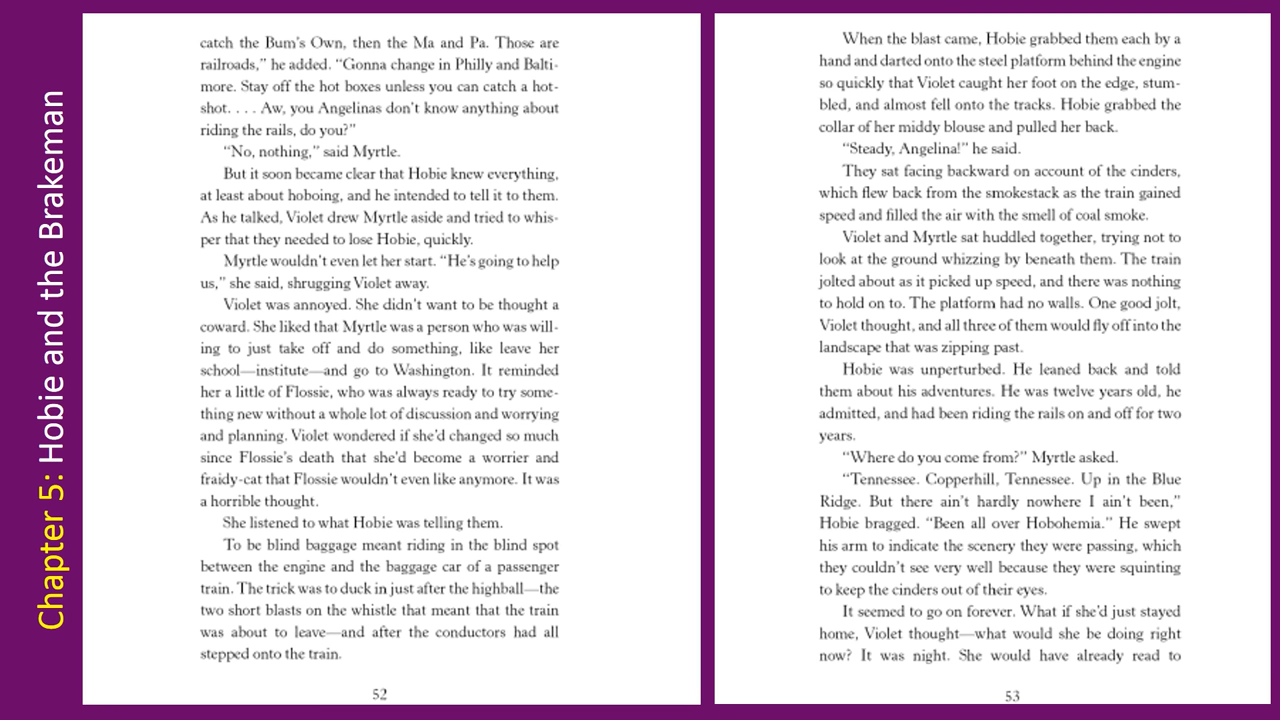 Chapter 5: Hobie and the Brakeman
catch the Bum's Own, then the Ma and Pa. Those are
railroads," he added. "Gonna change in Philly and Balti-
more. Stay off the hot boxes unless you can catch a hot-
shot. . . . Aw, you Angelinas don't know anything about
riding the rails, do you?"
"No, nothing," said Myrtle.
But it soon became clear that Hobie knew everything,
at least about hoboing, and he intended to tell it to them.
As he talked, Violet drew Myrtle aside and tried to whis-
per that they needed to lose Hobie, quickly.
Myrtle wouldn't even let her start. "He's going to help
us," she said, shrugging Violet away.
Violet was annoyed. She didn't want to be thought a
coward. She liked that Myrtle was a person who was will-
ing to just take off and do something, like leave her
school—institute—and go to Washington. It reminded
her a little of Flossie, who was always ready to try some-
thing new without a whole lot of discussion and worrying
and planning. Violet wondered if she'd changed so much
since Flossie's death that she'd become a worrier and
fraidy-cat that Flossie wouldn't even like anymore. It was
a horrible thought.
She listened to what Hobie was telling them.
To be blind baggage meant riding in the blind spot
between the engine and the baggage car of a passenger
train. The trick was to duck in just after the highball—the
two short blasts on the whistle that meant that the train
was about to leave—and after the conductors had all
stepped onto the train.
52
When the blast came, Hobie grabbed them each by a
hand and darted onto the steel platform behind the engine
so quickly that Violet caught her foot on the edge, stum-
bled, and almost fell onto the tracks. Hobie grabbed the
collar of her middy blouse and pulled her back.
"Steady, Angelina!" he said.
They sat facing backward on account of the cinders,
which flew back from the smokestack as the train gained
speed and filled the air with the smell of coal smoke.
Violet and Myrtle sat huddled together, trying not to
look at the ground whizzing by beneath them. The train
jolted about as it picked up speed, and there was nothing
to hold on to. The platform had no walls. One good jolt,
Violet thought, and all three of them would fly off into the
landscape that was zipping past.
Hobie was unperturbed. He leaned back and told
them about his adventures. He was twelve years old, he
admitted, and had been riding the rails on and off for two
years.
"Where do you come from?" Myrtle asked.
"Tennessee. Copperhill, Tennessee. Up in the Blue
Ridge. But there ain't hardly nowhere I ain't been,"
Hobie bragged. "Been all over Hobohemia." He swept
his arm to indicate the scenery they were passing, which
they couldn't see very well because they were squinting
to keep the cinders out of their eyes.
It seemed to go on forever. What if she'd just stayed
home, Violet thought—what would she be doing right
now? It was night. She would have already read to
53